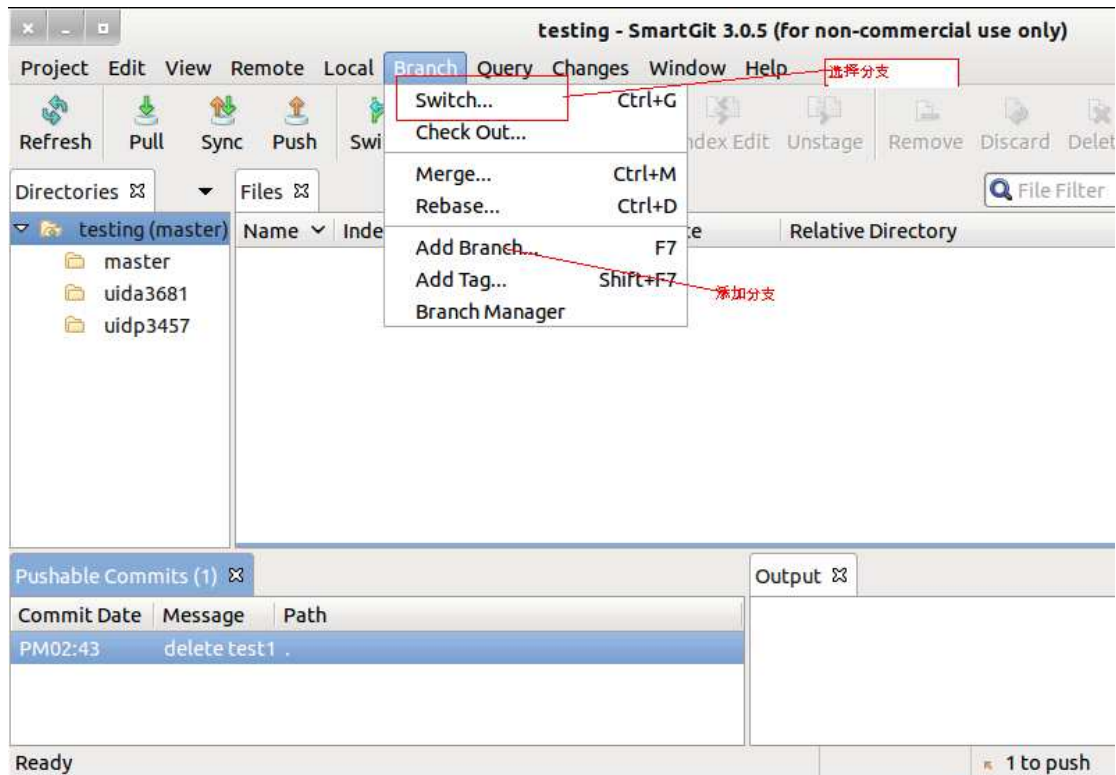 testing - SmartGit 3.0.5 (for non-commercial use only)
Project Edit View Remote Local Branch Query Changes Window Help
选择分支
Switch... Ctrl+G
Check Out...
Merge... Ctrl+M
Rebase... Ctrl+D
Add Branch... F7
Add Tag... Shift+F7
Branch Manager
添加分支
Refresh Pull Sync Push Swi ndex Edit Unstage Remove Discard Delet
Directories Files File Filter
testing (master) Name Inde e Relative Directory
master
uida3681
uidp3457
Pushable Commits (1) Output
Commit Date Message Path
PM02:43 delete test1 .
Ready 1 to push